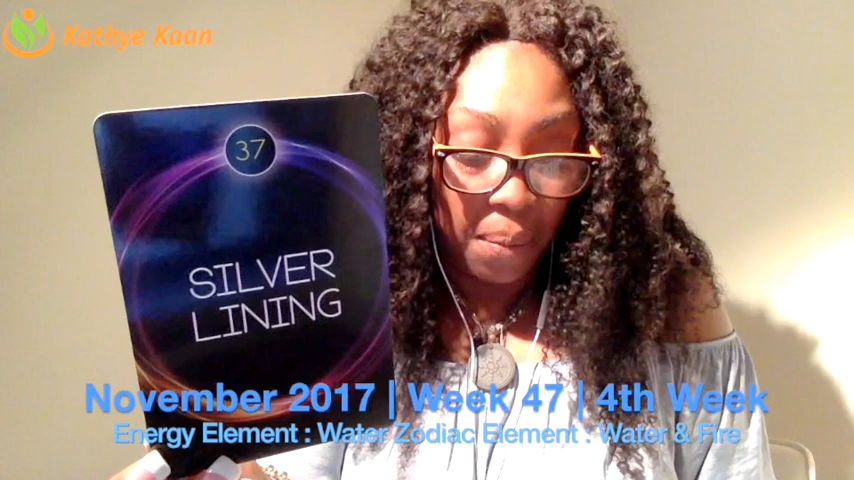 Kathye Kaan
37
SILVER
LINING
November 2017 | Week 47 | 4th Week
Energy Element : Water Zodiac Element : Water & Fire